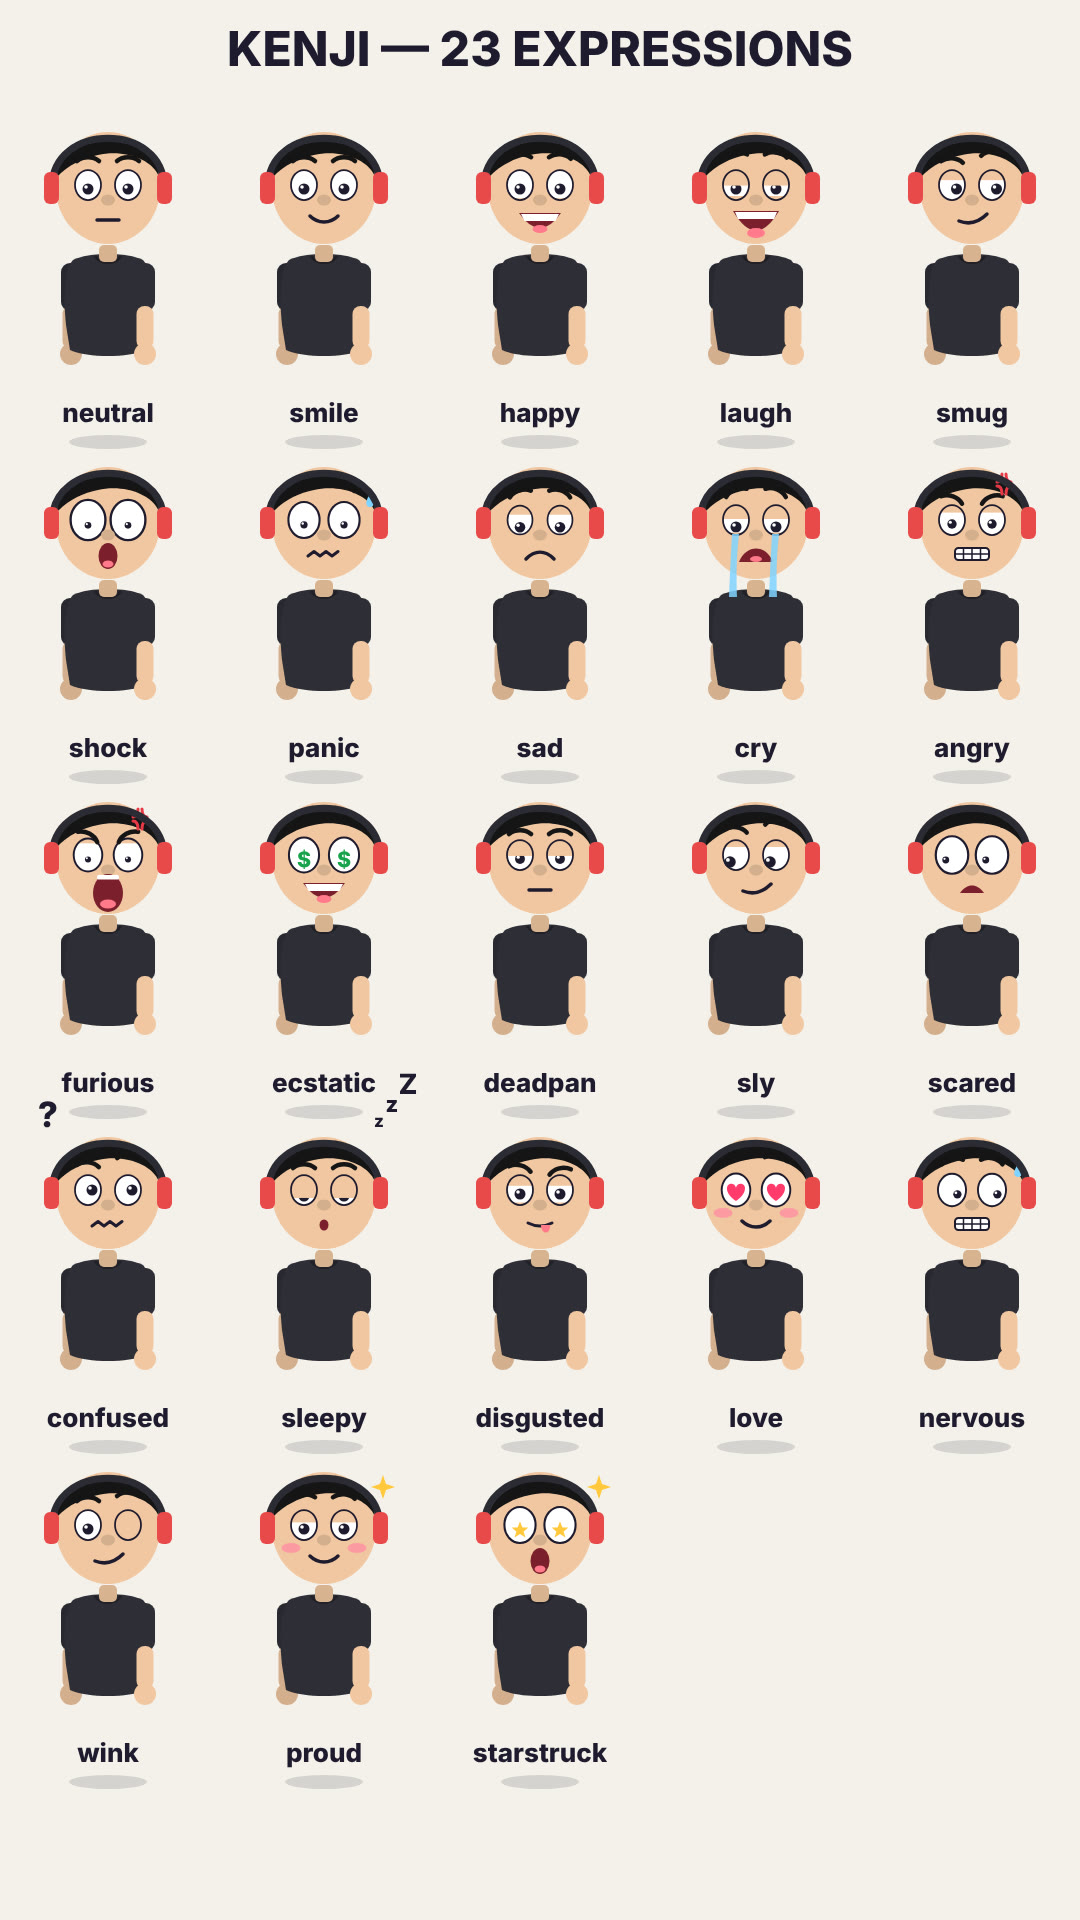 KENJI — 23 EXPRESSIONS
neutral smile happy laugh smug
shock panic sad cry angry
$ $
furious ecstatic deadpan sly scared
? z z Z
confused sleepy disgusted love nervous
wink proud starstruck